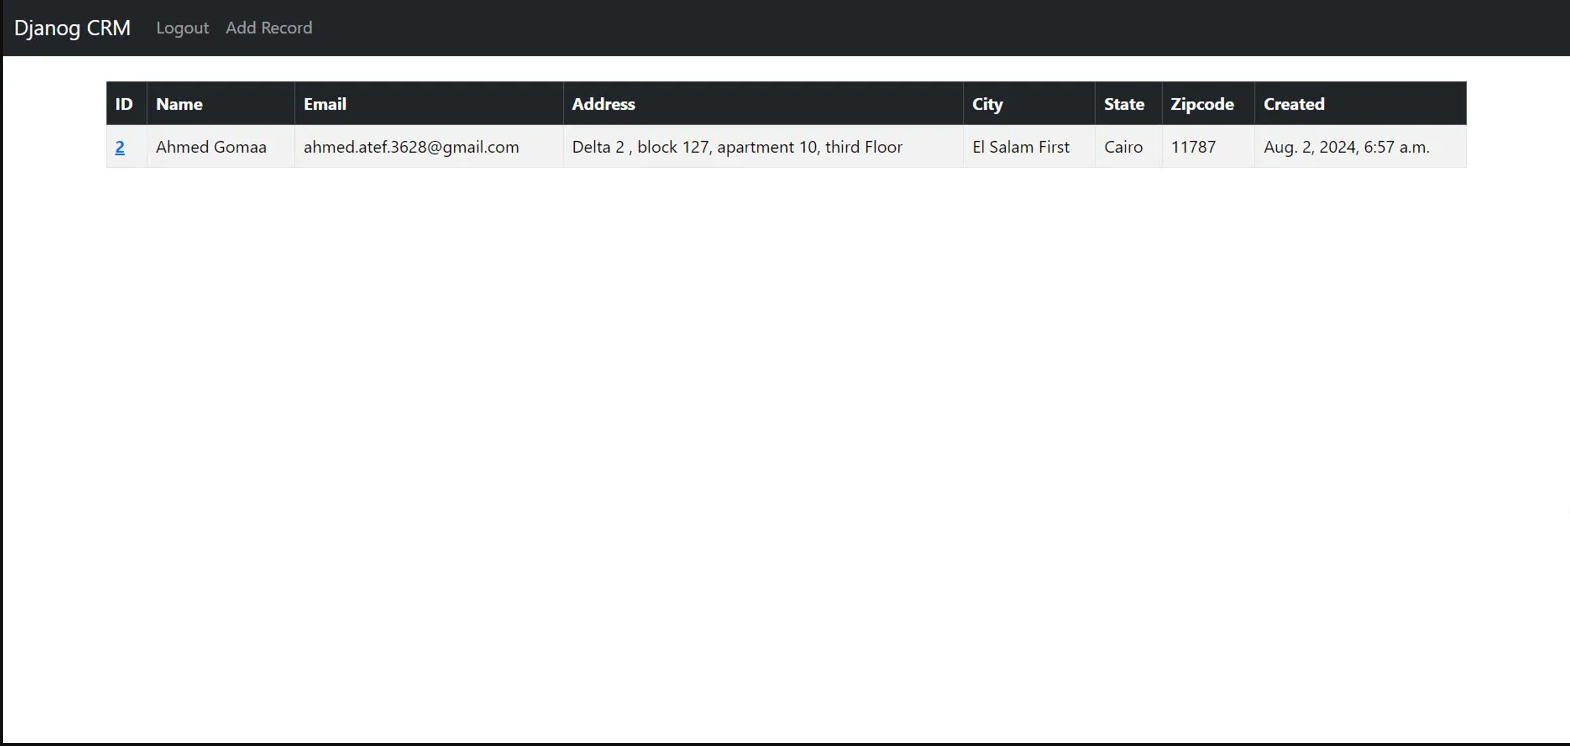 Djanog CRM Logout Add Record
ID Name Email Address City State Zipcode Created
2 Ahmed Gomaa ahmed.atef.3628@gmail.com Delta 2 , block 127, apartment 10, third Floor El Salam First Cairo 11787 Aug. 2, 2024, 6:57 a.m.